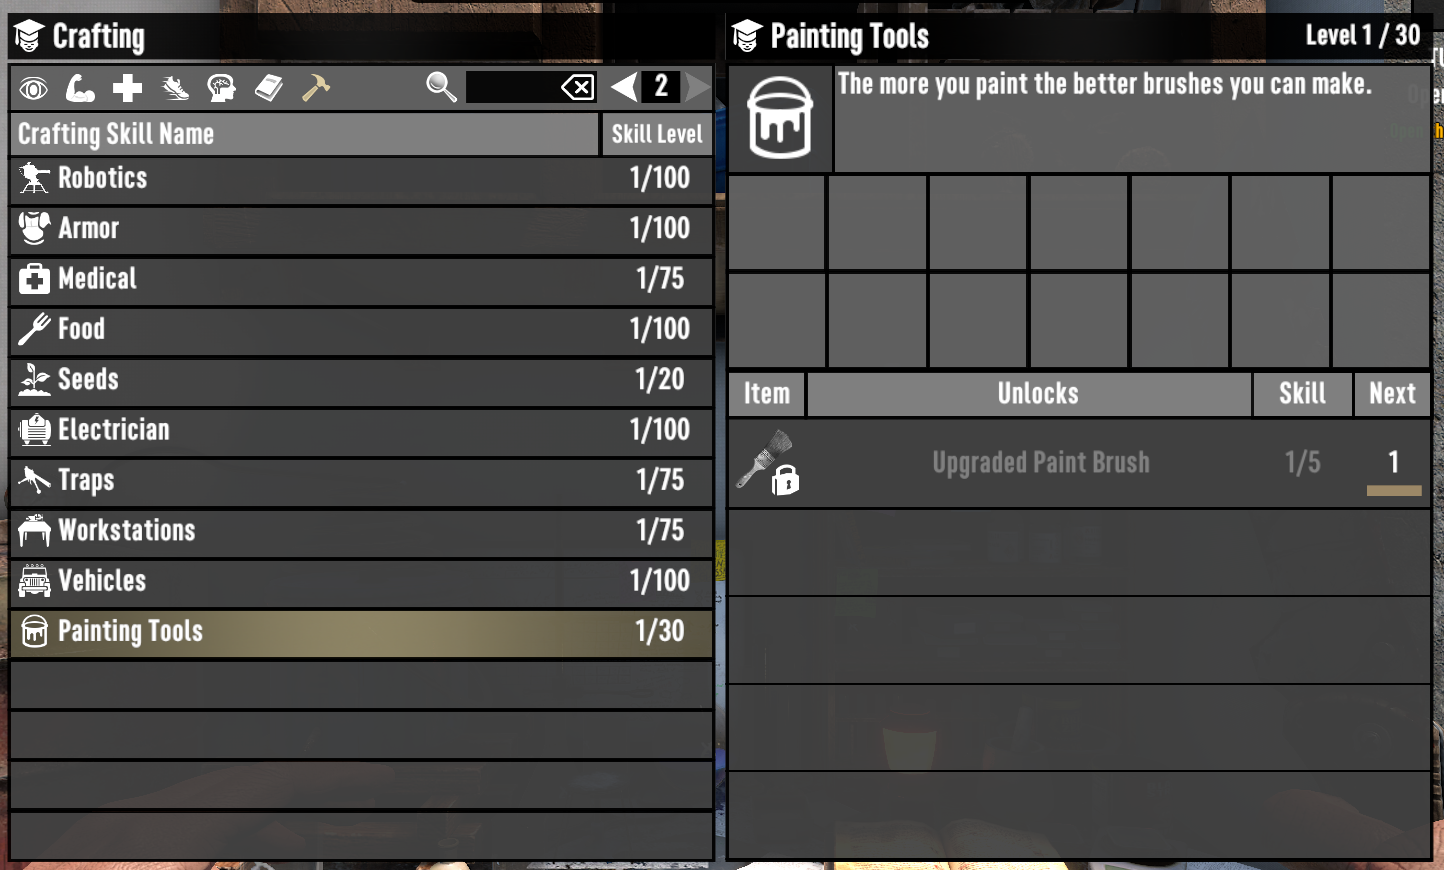 Crafting
2
Crafting Skill Name Skill Level
Robotics 1/100
Armor 1/100
Medical 1/75
Food 1/100
Seeds 1/20
Electrician 1/100
Traps 1/75
Workstations 1/75
Vehicles 1/100
Painting Tools 1/30
Painting Tools Level 1 / 30
The more you paint the better brushes you can make.
Item Unlocks Skill Next
Upgraded Paint Brush 1/5 1